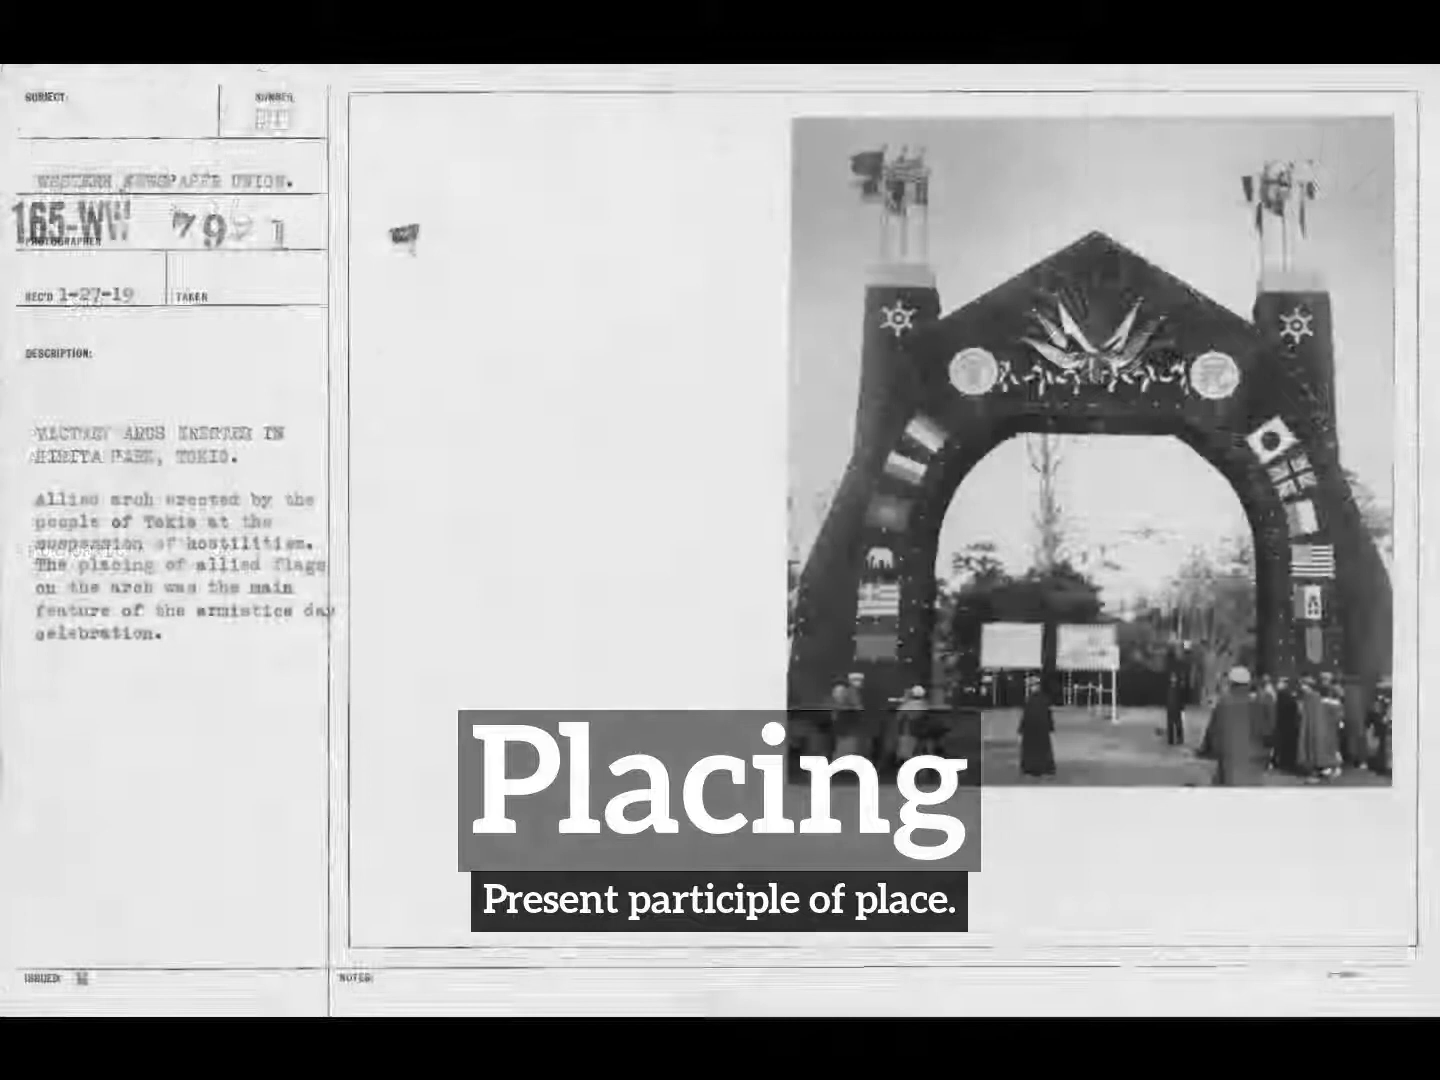 SUBJECT:
NUMBER
WESTERN NEWSPAPER UNION.
165-WW
79
1
PHOTOGRAPHER
REC'D 1-27-19
TAKEN
DESCRIPTION:
VICTORY ARCH ERECTED IN
HIBIYA PARK, TOKIO.
Allied arch erected by the
people of Tokio at the
suspension of hostilities.
The placing of allied flags
on the arch was the main
feature of the armistice day
celebration.
Placing
Present participle of place.
ISSUED:
NOTES: